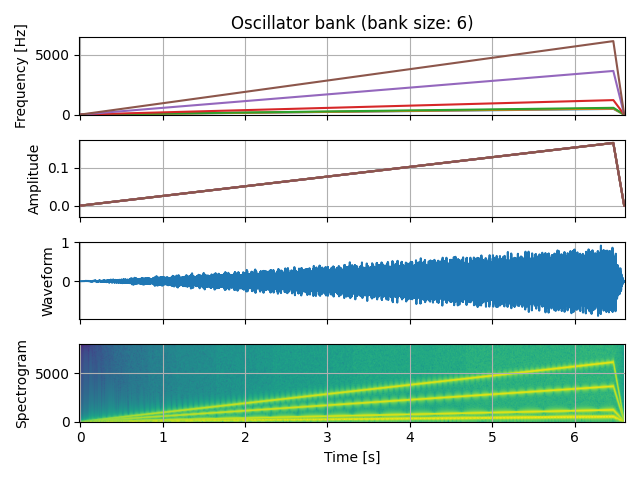 Oscillator bank (bank size: 6)
Frequency [Hz]
5000
0
Amplitude
0.1
0.0
Waveform
1
0
Spectrogram
5000
0
0 1 2 3 4 5 6
Time [s]